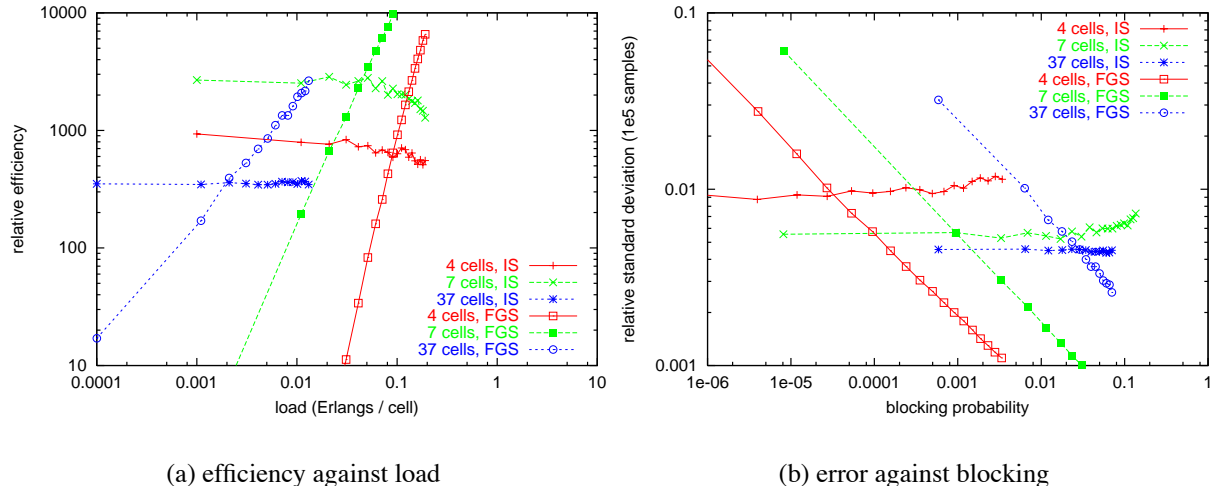 10000
1000
100
10
0.0001
0.001
0.01
0.1
1
10
relative efficiency
load (Erlangs / cell)
4 cells, IS
7 cells, IS
37 cells, IS
4 cells, FGS
7 cells, FGS
37 cells, FGS
(a) efficiency against load
0.1
0.01
0.001
1e-06
1e-05
0.0001
0.001
0.01
0.1
1
relative standard deviation (1e5 samples)
blocking probability
4 cells, IS
7 cells, IS
37 cells, IS
4 cells, FGS
7 cells, FGS
37 cells, FGS
(b) error against blocking